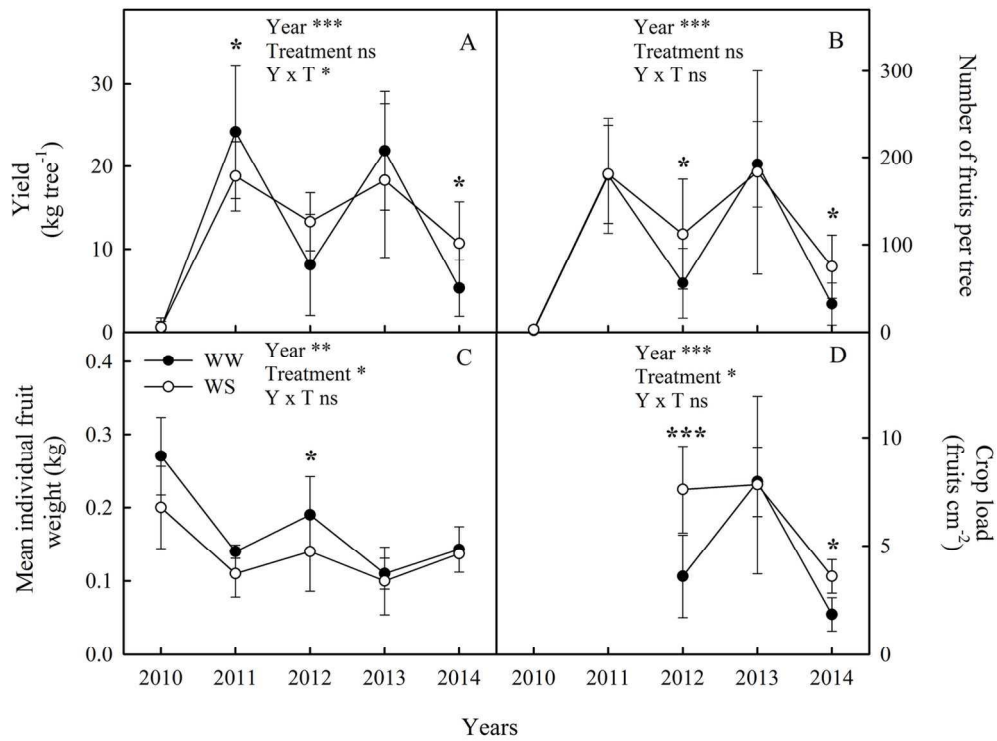 Year ***
Treatment ns
Y x T *
A
*
*
30
20
10
0
Yield
(kg tree-1)
Year ***
Treatment ns
Y x T ns
B
*
*
300
200
100
0
Number of fruits per tree
WW
WS
Year **
Treatment *
Y x T ns
C
*
0.4
0.3
0.2
0.1
0.0
Mean individual fruit
weight (kg)
2010 2011 2012 2013 2014
Year ***
Treatment *
Y x T ns
D
***
*
10
5
0
Crop load
(fruits cm-2)
2010 2011 2012 2013 2014
Years